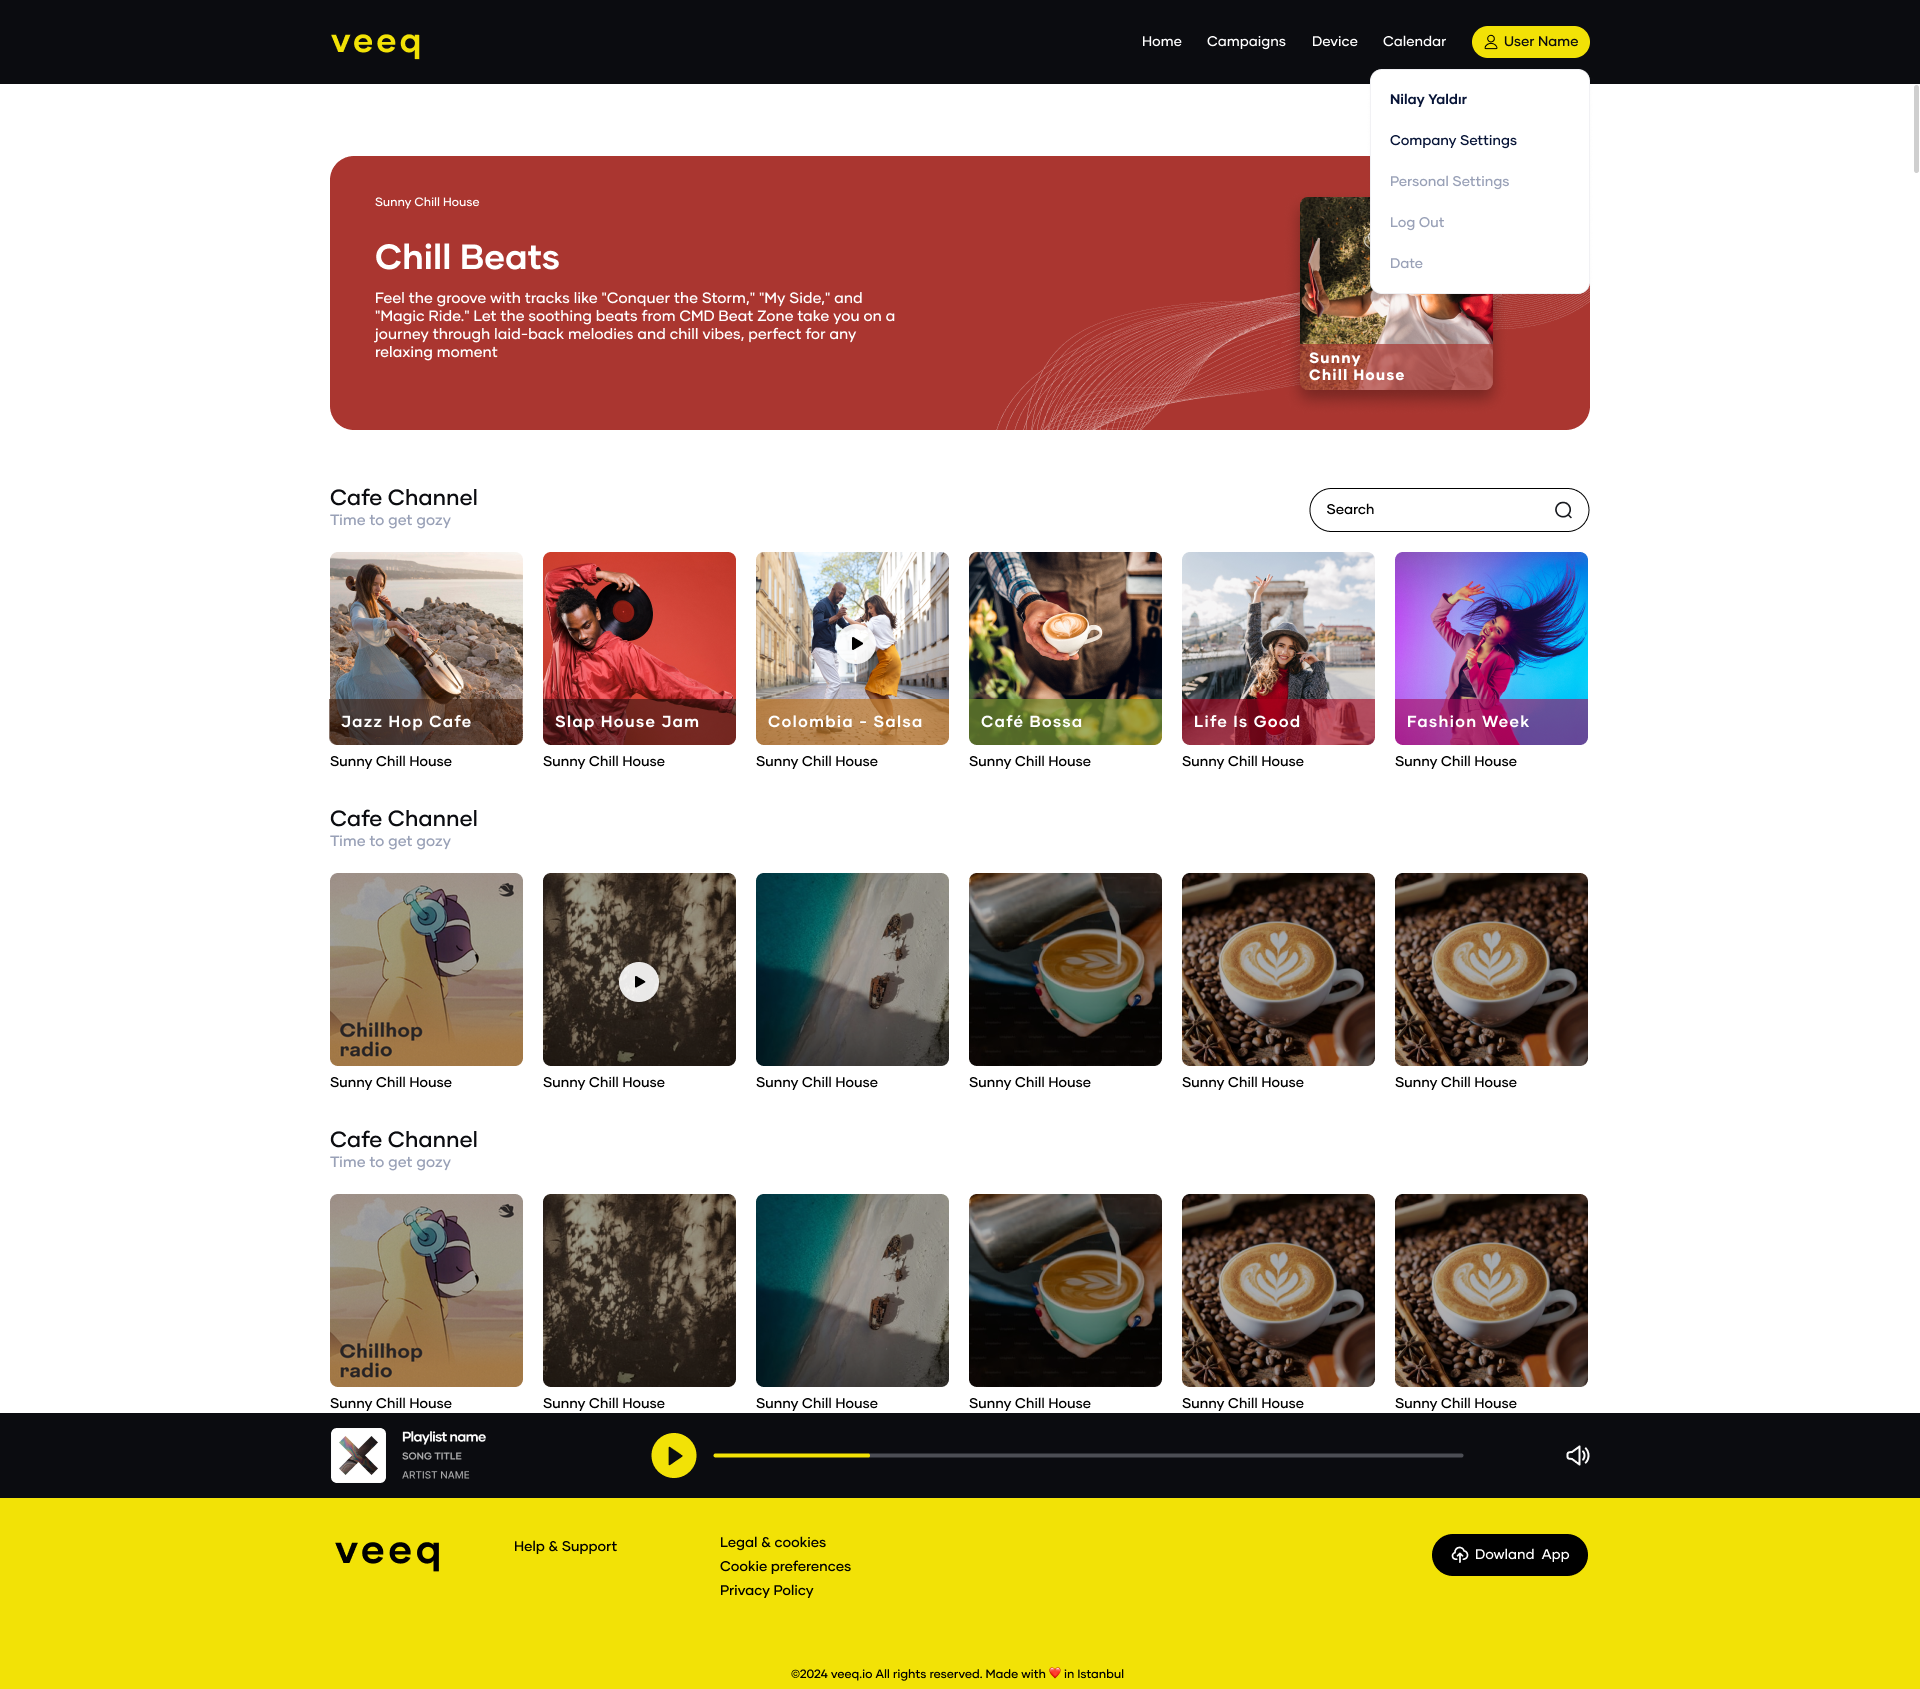 veeq
Home
Campaigns
Device
Calendar
User Name
Nilay Yaldır
Company Settings
Personal Settings
Log Out
Date
Sunny Chill House
Chill Beats
Feel the groove with tracks like "Conquer the Storm," "My Side," and
"Magic Ride." Let the soothing beats from CMD Beat Zone take you on a
journey through laid-back melodies and chill vibes, perfect for any
relaxing moment
Sunny
Chill House
Cafe Channel
Time to get gozy
Search
Jazz Hop Cafe
Slap House Jam
Colombia - Salsa
Café Bossa
Life Is Good
Fashion Week
Sunny Chill House
Sunny Chill House
Sunny Chill House
Sunny Chill House
Sunny Chill House
Sunny Chill House
Cafe Channel
Time to get gozy
Chillhop
radio
Sunny Chill House
Sunny Chill House
Sunny Chill House
Sunny Chill House
Sunny Chill House
Sunny Chill House
Cafe Channel
Time to get gozy
Chillhop
radio
Sunny Chill House
Sunny Chill House
Sunny Chill House
Sunny Chill House
Sunny Chill House
Sunny Chill House
Playlist name
SONG TITLE
ARTIST NAME
veeq
Help & Support
Legal & cookies
Cookie preferences
Privacy Policy
Dowland App
©2024 veeq.io All rights reserved. Made with ❤️ in Istanbul